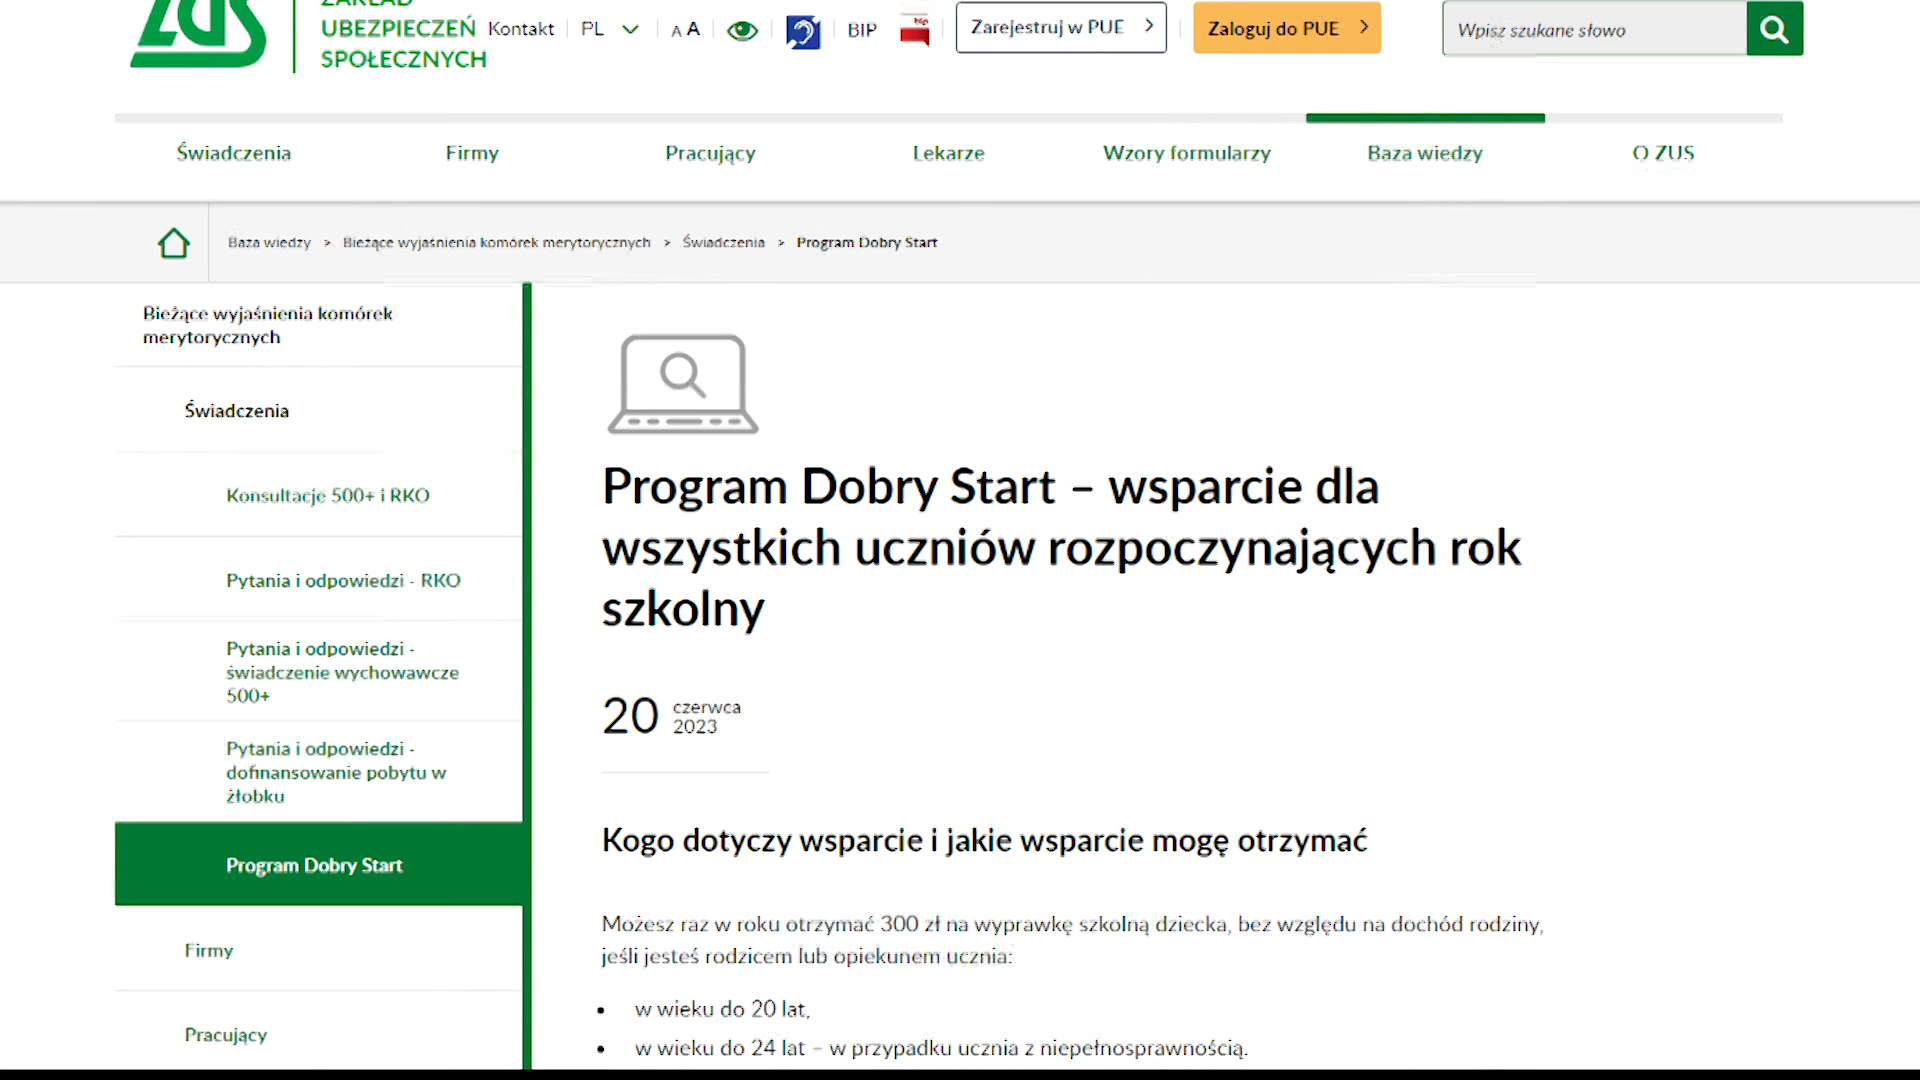 ZUS
ZAKŁAD
UBEZPIECZEŃ
SPOŁECZNYCH
Kontakt
PL
A A
BIP
bip
Zarejestruj w PUE
Zaloguj do PUE
Wpisz szukane słowo
Świadczenia
Firmy
Pracujący
Lekarze
Wzory formularzy
Baza wiedzy
O ZUS
Baza wiedzy > Bieżące wyjaśnienia komórek merytorycznych > Świadczenia > Program Dobry Start
Bieżące wyjaśnienia komórek
merytorycznych
Świadczenia
Konsultacje 500+ i RKO
Pytania i odpowiedzi - RKO
Pytania i odpowiedzi -
świadczenie wychowawcze
500+
Pytania i odpowiedzi -
dofinansowanie pobytu w
żłobku
Program Dobry Start
Firmy
Pracujący
Program Dobry Start – wsparcie dla
wszystkich uczniów rozpoczynających rok
szkolny
20 czerwca
2023
Kogo dotyczy wsparcie i jakie wsparcie mogę otrzymać
Możesz raz w roku otrzymać 300 zł na wyprawkę szkolną dziecka, bez względu na dochód rodziny,
jeśli jesteś rodzicem lub opiekunem ucznia:
• w wieku do 20 lat,
• w wieku do 24 lat – w przypadku ucznia z niepełnosprawnością.